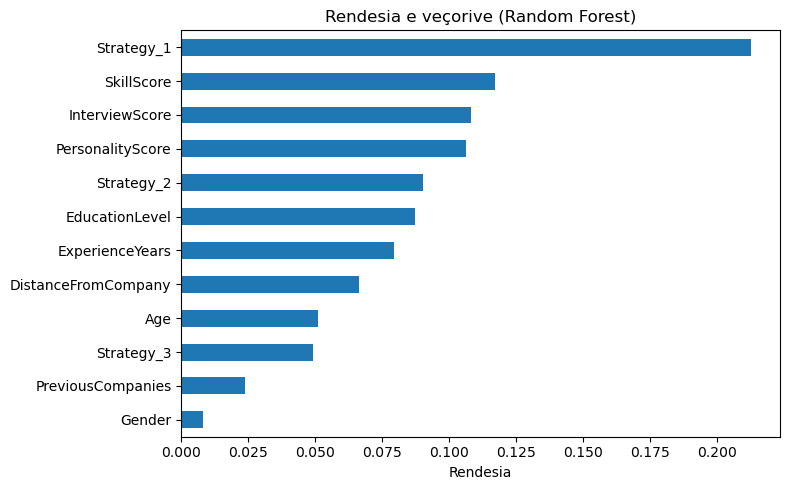 Rendesia e veçorive (Random Forest)
Strategy_1
SkillScore
InterviewScore
PersonalityScore
Strategy_2
EducationLevel
ExperienceYears
DistanceFromCompany
Age
Strategy_3
PreviousCompanies
Gender
0.000 0.025 0.050 0.075 0.100 0.125 0.150 0.175 0.200
Rendesia